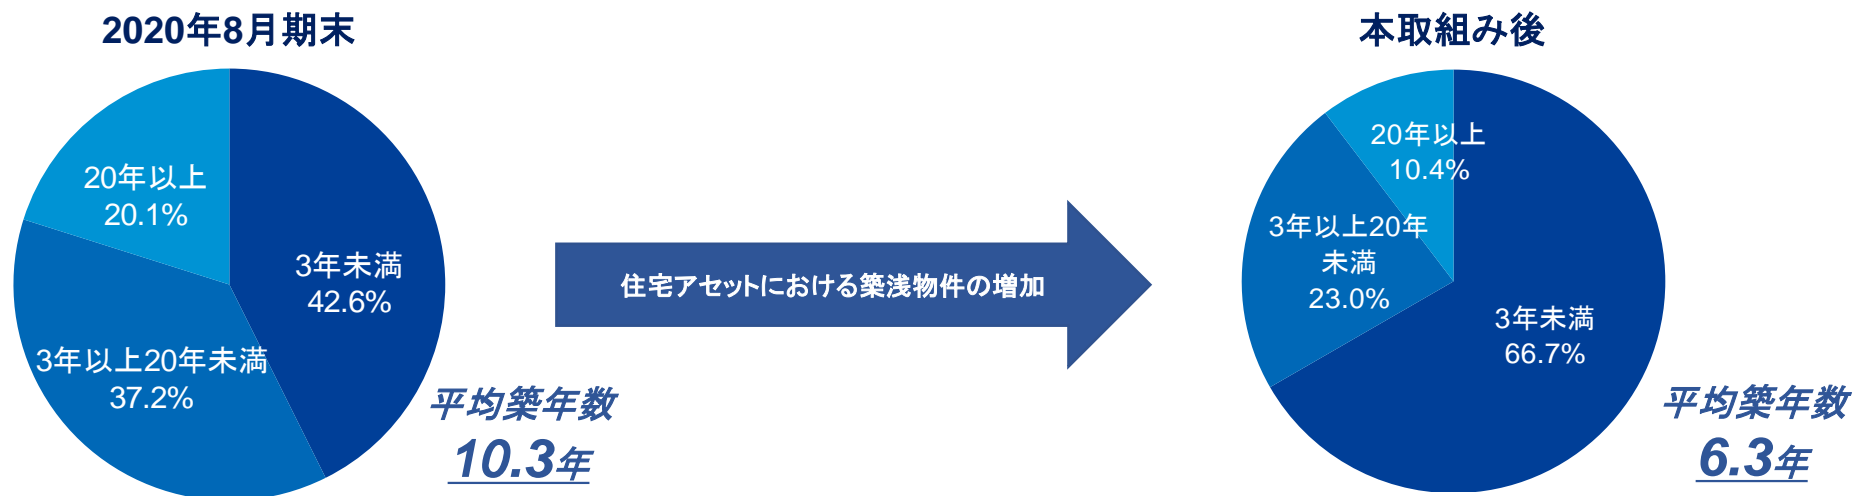 2020年8月期末
20年以上
20.1%
3年未満
42.6%
3年以上20年未満
37.2%
平均築年数
10.3年
住宅アセットにおける築浅物件の増加
本取組み後
20年以上
10.4%
3年以上20年
未満
23.0%
3年未満
66.7%
平均築年数
6.3年